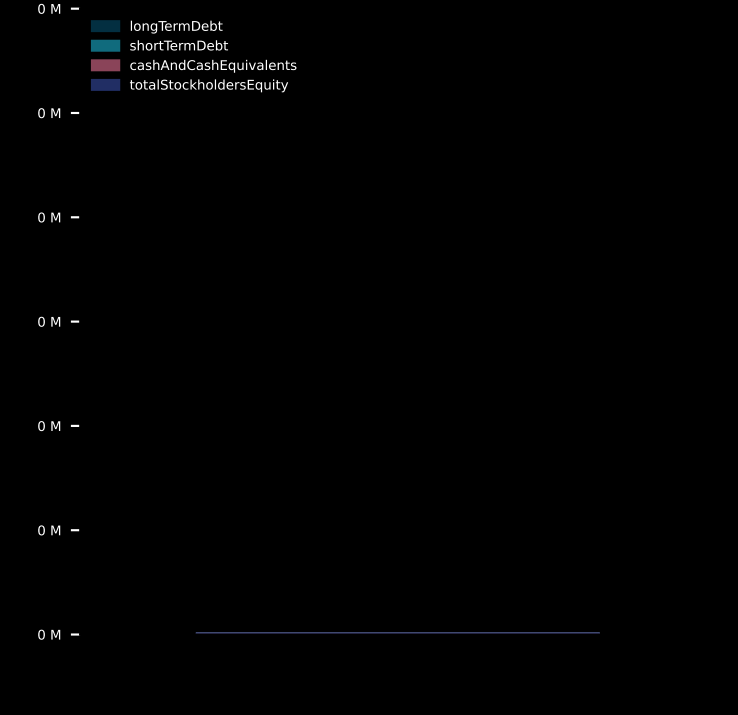 0 M
longTermDebt
shortTermDebt
cashAndCashEquivalents
totalStockholdersEquity
0 M
0 M
0 M
0 M
0 M
0 M